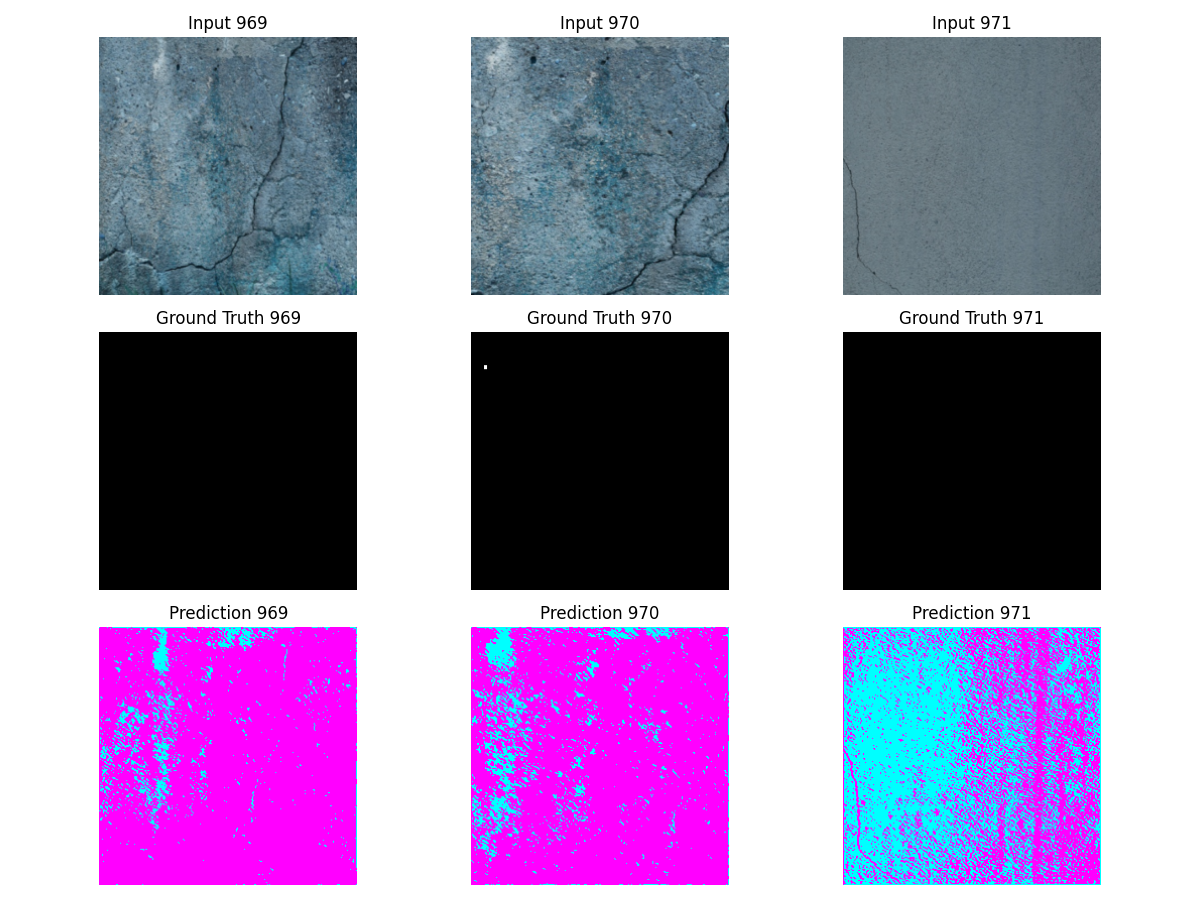 Input 969
Input 970
Input 971
Ground Truth 969
Ground Truth 970
Ground Truth 971
Prediction 969
Prediction 970
Prediction 971